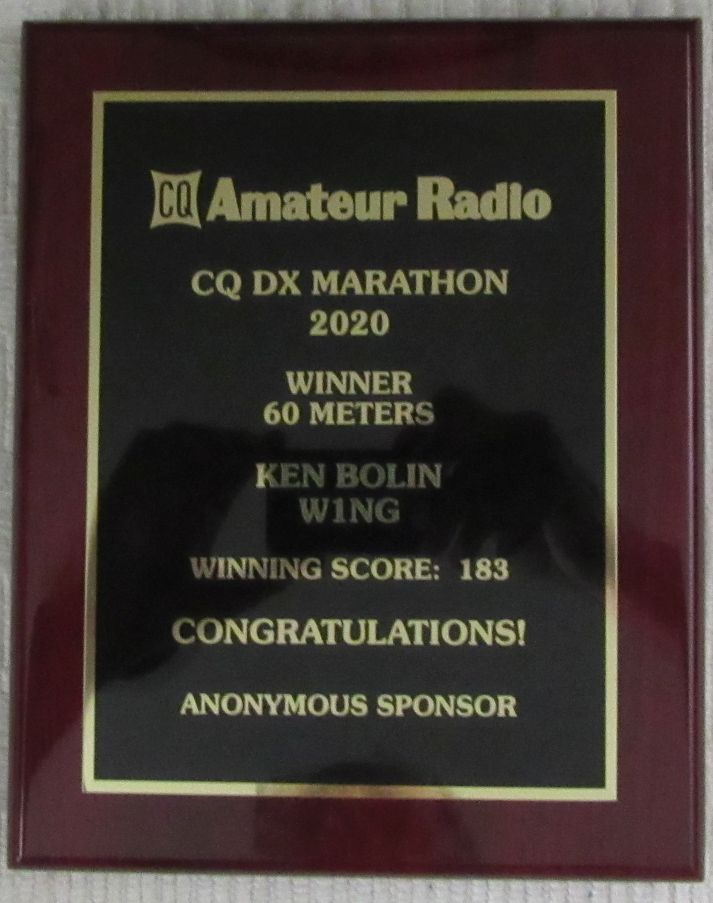 CQ Amateur Radio
CQ DX MARATHON
2020
WINNER
60 METERS
KEN BOLIN
W1NG
WINNING SCORE: 183
CONGRATULATIONS!
ANONYMOUS SPONSOR